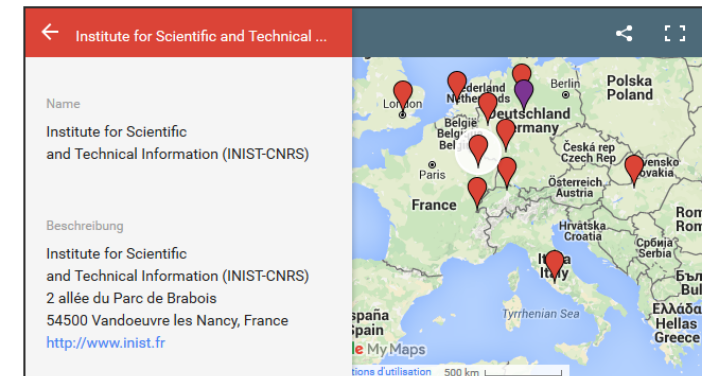 Institute for Scientific and Technical ...
Name
Institute for Scientific
and Technical Information (INIST-CNRS)
Beschreibung
Institute for Scientific
and Technical Information (INIST-CNRS)
2 allée du Parc de Brabois
54500 Vandoeuvre les Nancy, France
http://www.inist.fr
Berlin
Polska
Poland
London
België
Paris
Česká rep
Czech Rep
Österreich
Austria
France
Hrvatska
Croatia
Србија
Serbia
Rom
Rom
Italy
Tyrrhenian Sea
Ελλάδα
Hellas
Greece
My Maps
500 km